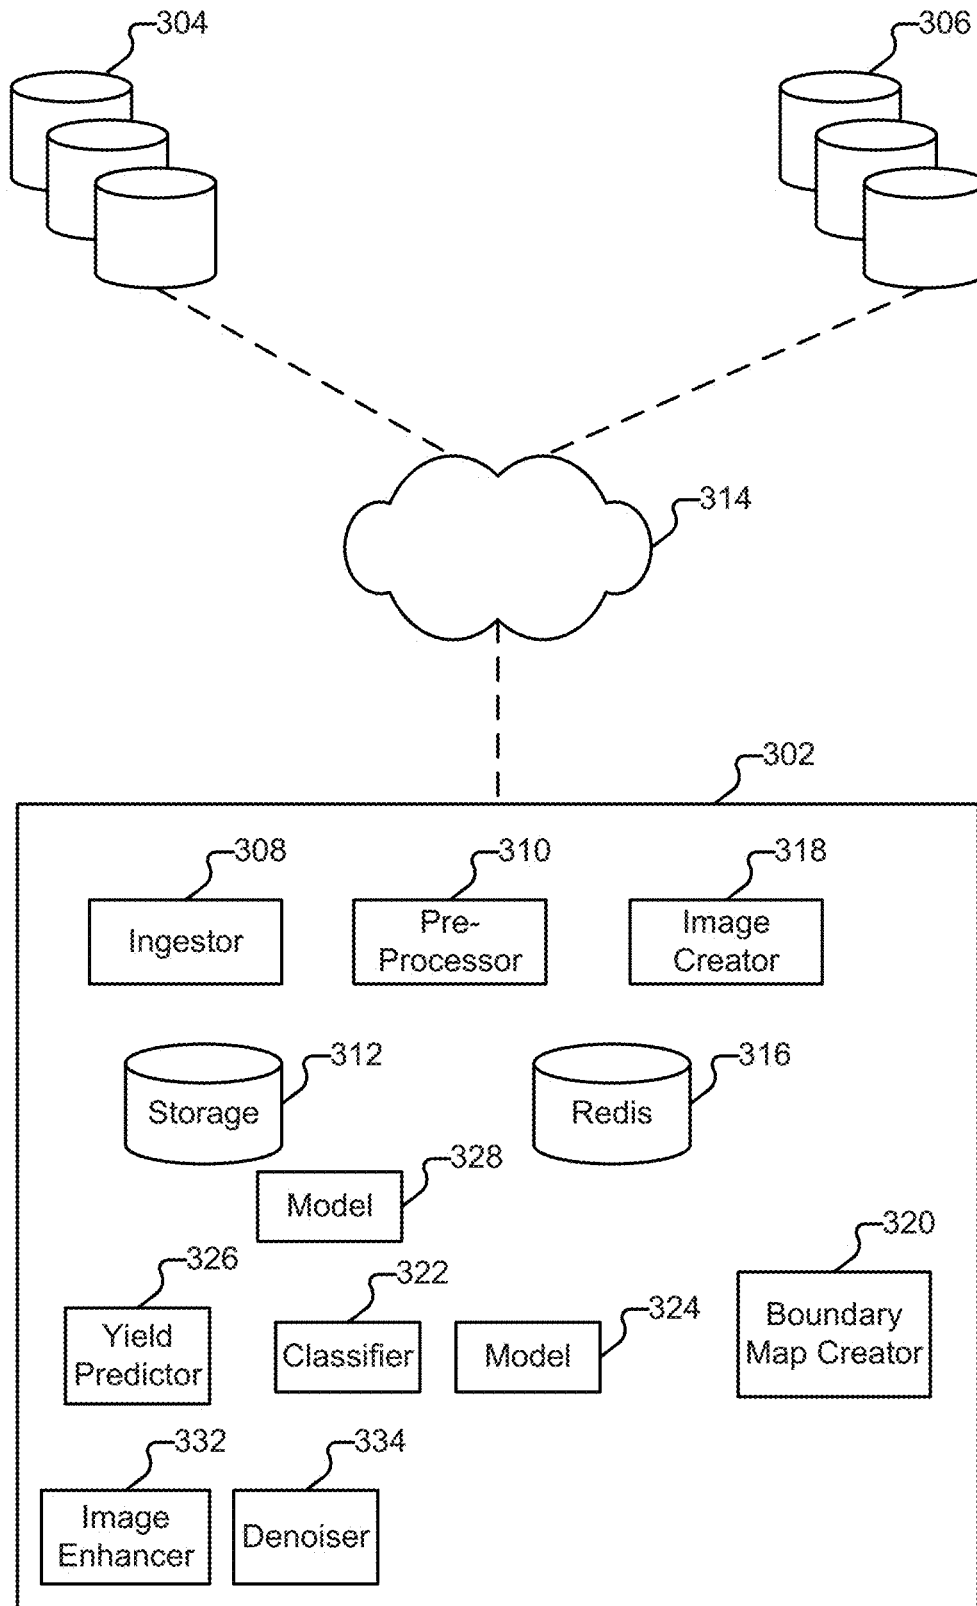 304
306
314
302
308
310
318
Ingestor
Pre-
Processor
Image
Creator
312
316
Storage
Redis
328
Model
320
326
322
324
Yield
Predictor
Classifier
Model
Boundary
Map Creator
332
334
Image
Enhancer
Denoiser